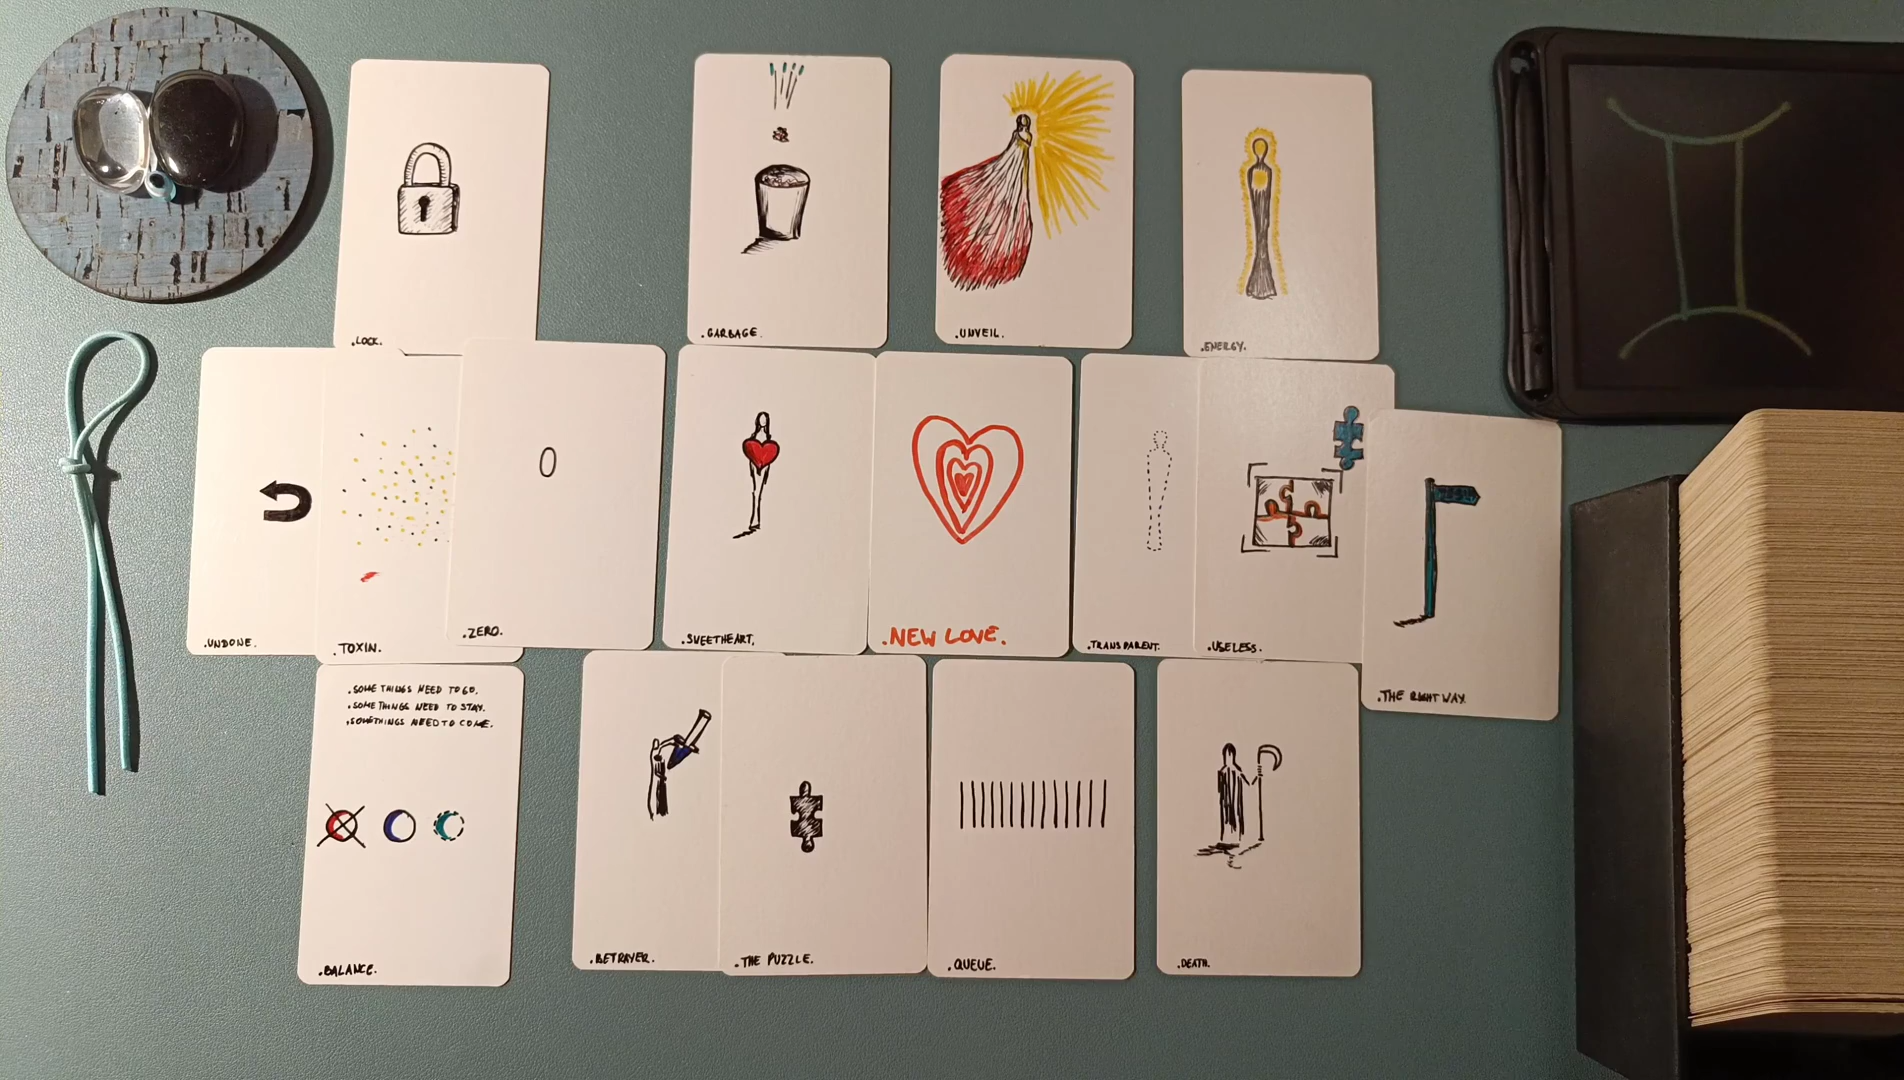 .LOCK.
.GARBAGE.
.UNVEIL.
.ENERGY.
.UNDONE.
.TOXIN.
0
.ZERO.
.SVEETHEART.
.NEW LOVE.
.TRANSPARENT.
.USELESS.
.THE RIGHT WAY.
.SOME THINGS NEED TO GO.
.SOME THINGS NEED TO STAY.
.SOMETHINGS NEED TO COME.
.BALANCE.
.BETRAYER.
.THE PUZZLE.
.QUEUE.
.DEATH.